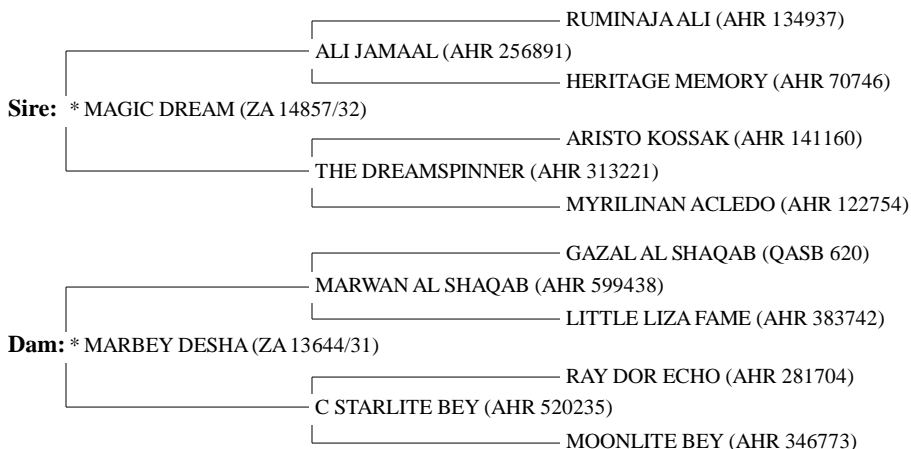 RUMINAJA ALI (AHR 134937)
ALI JAMAAL (AHR 256891)
HERITAGE MEMORY (AHR 70746)
Sire: * MAGIC DREAM (ZA 14857/32)
ARISTO KOSSAK (AHR 141160)
THE DREAMSPINNER (AHR 313221)
MYRILINAN ACLEDO (AHR 122754)
GAZAL AL SHAQAB (QASB 620)
MARWAN AL SHAQAB (AHR 599438)
LITTLE LIZA FAME (AHR 383742)
Dam: * MARBEY DESHA (ZA 13644/31)
RAY DOR ECHO (AHR 281704)
C STARLITE BEY (AHR 520235)
MOONLITE BEY (AHR 346773)